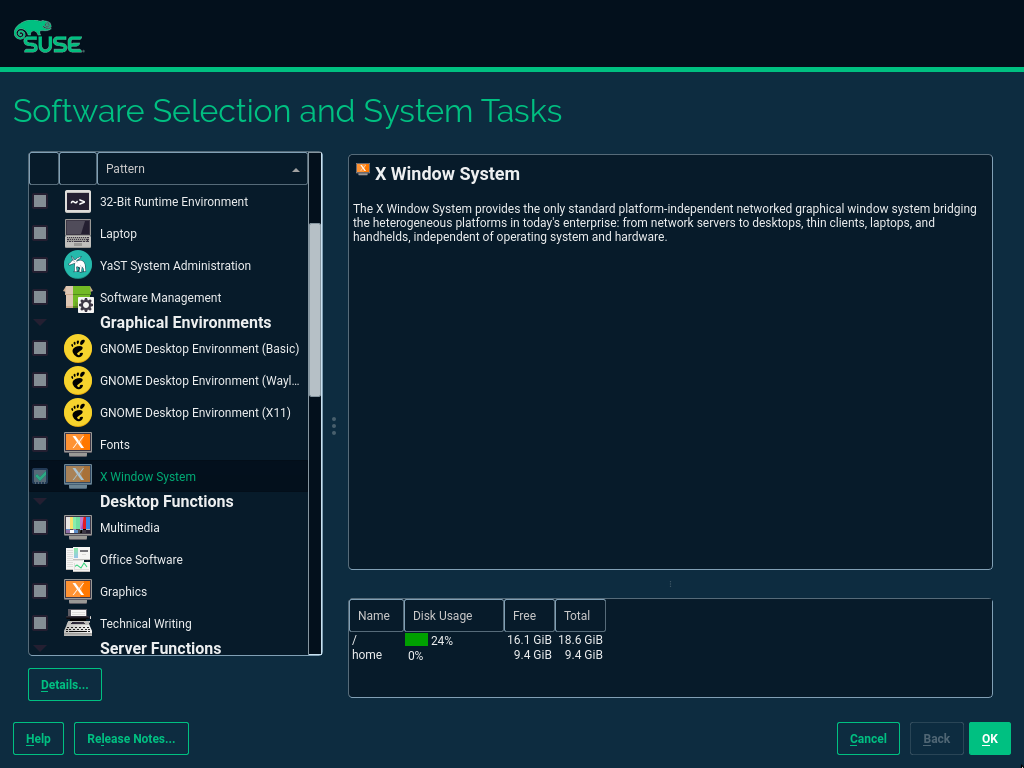 SUSE
Software Selection and System Tasks
Pattern
32-Bit Runtime Environment
Laptop
YaST System Administration
Software Management
Graphical Environments
GNOME Desktop Environment (Basic)
GNOME Desktop Environment (Wayl...
GNOME Desktop Environment (X11)
Fonts
X Window System
Desktop Functions
Multimedia
Office Software
Graphics
Technical Writing
Server Functions
Details...
X Window System
The X Window System provides the only standard platform-independent networked graphical window system bridging
the heterogeneous platforms in today's enterprise: from network servers to desktops, thin clients, laptops, and
handhelds, independent of operating system and hardware.
Name Disk Usage Free Total
/ 24% 16.1 GiB 18.6 GiB
home 0% 9.4 GiB 9.4 GiB
Help Release Notes... Cancel Back OK